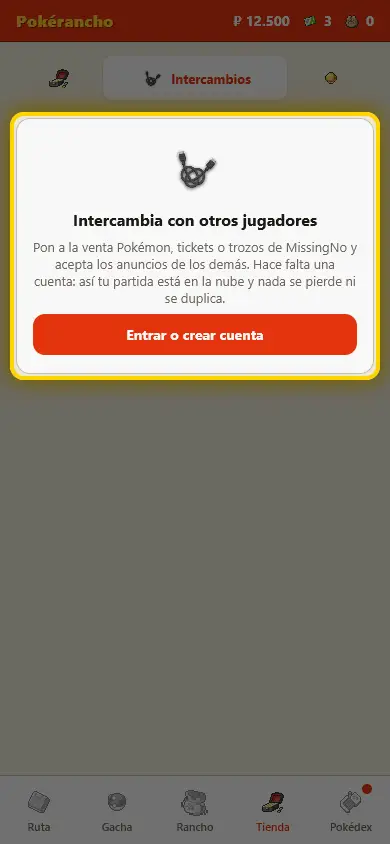 Pokérancho
₽ 12.500 3 0
Intercambios
Intercambia con otros jugadores
Pon a la venta Pokémon, tickets o trozos de MissingNo y
acepta los anuncios de los demás. Hace falta una
cuenta: así tu partida está en la nube y nada se pierde ni
se duplica.
Entrar o crear cuenta
Ruta Gacha Rancho Tienda Pokédex